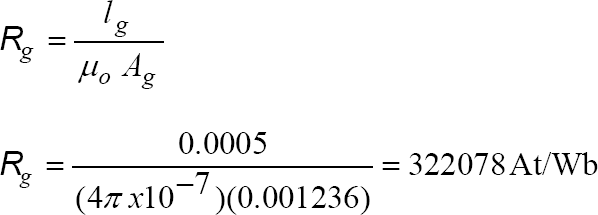 R_g = l_g / μ_o A_g
R_g = 0.0005 / (4π x10^−7)(0.001236) = 322078 At/Wb